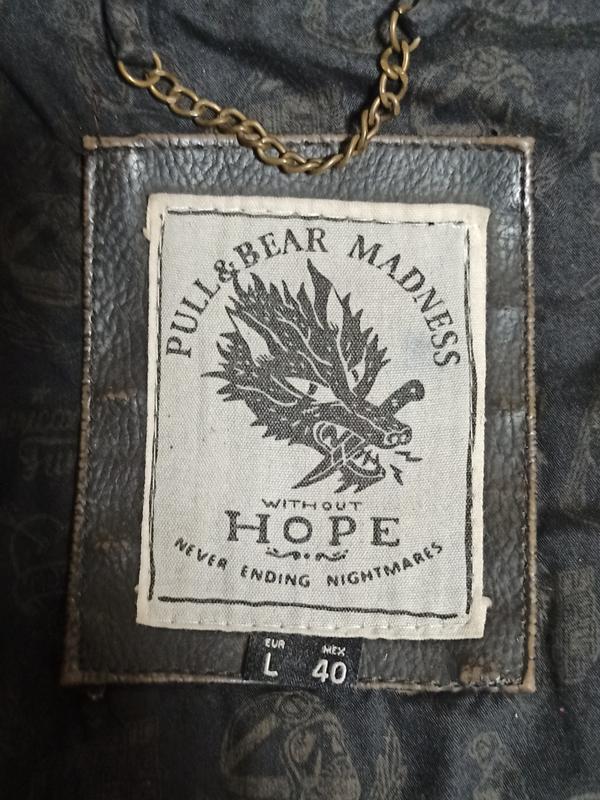 PULL&BEAR MADNESS
WITHOUT
HOPE
NEVER ENDING NIGHTMARES
EUR MEX
L 40